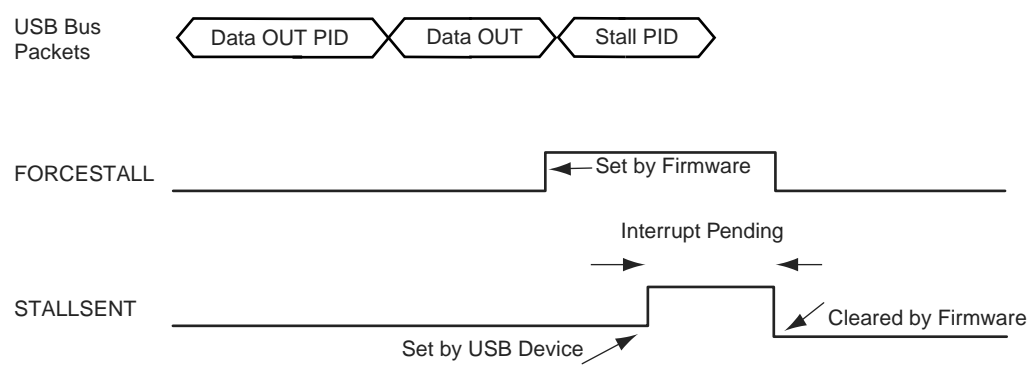 USB Bus
Packets
Data OUT PID
Data OUT
Stall PID
FORCESTALL
Set by Firmware
Interrupt Pending
STALLSENT
Cleared by Firmware
Set by USB Device